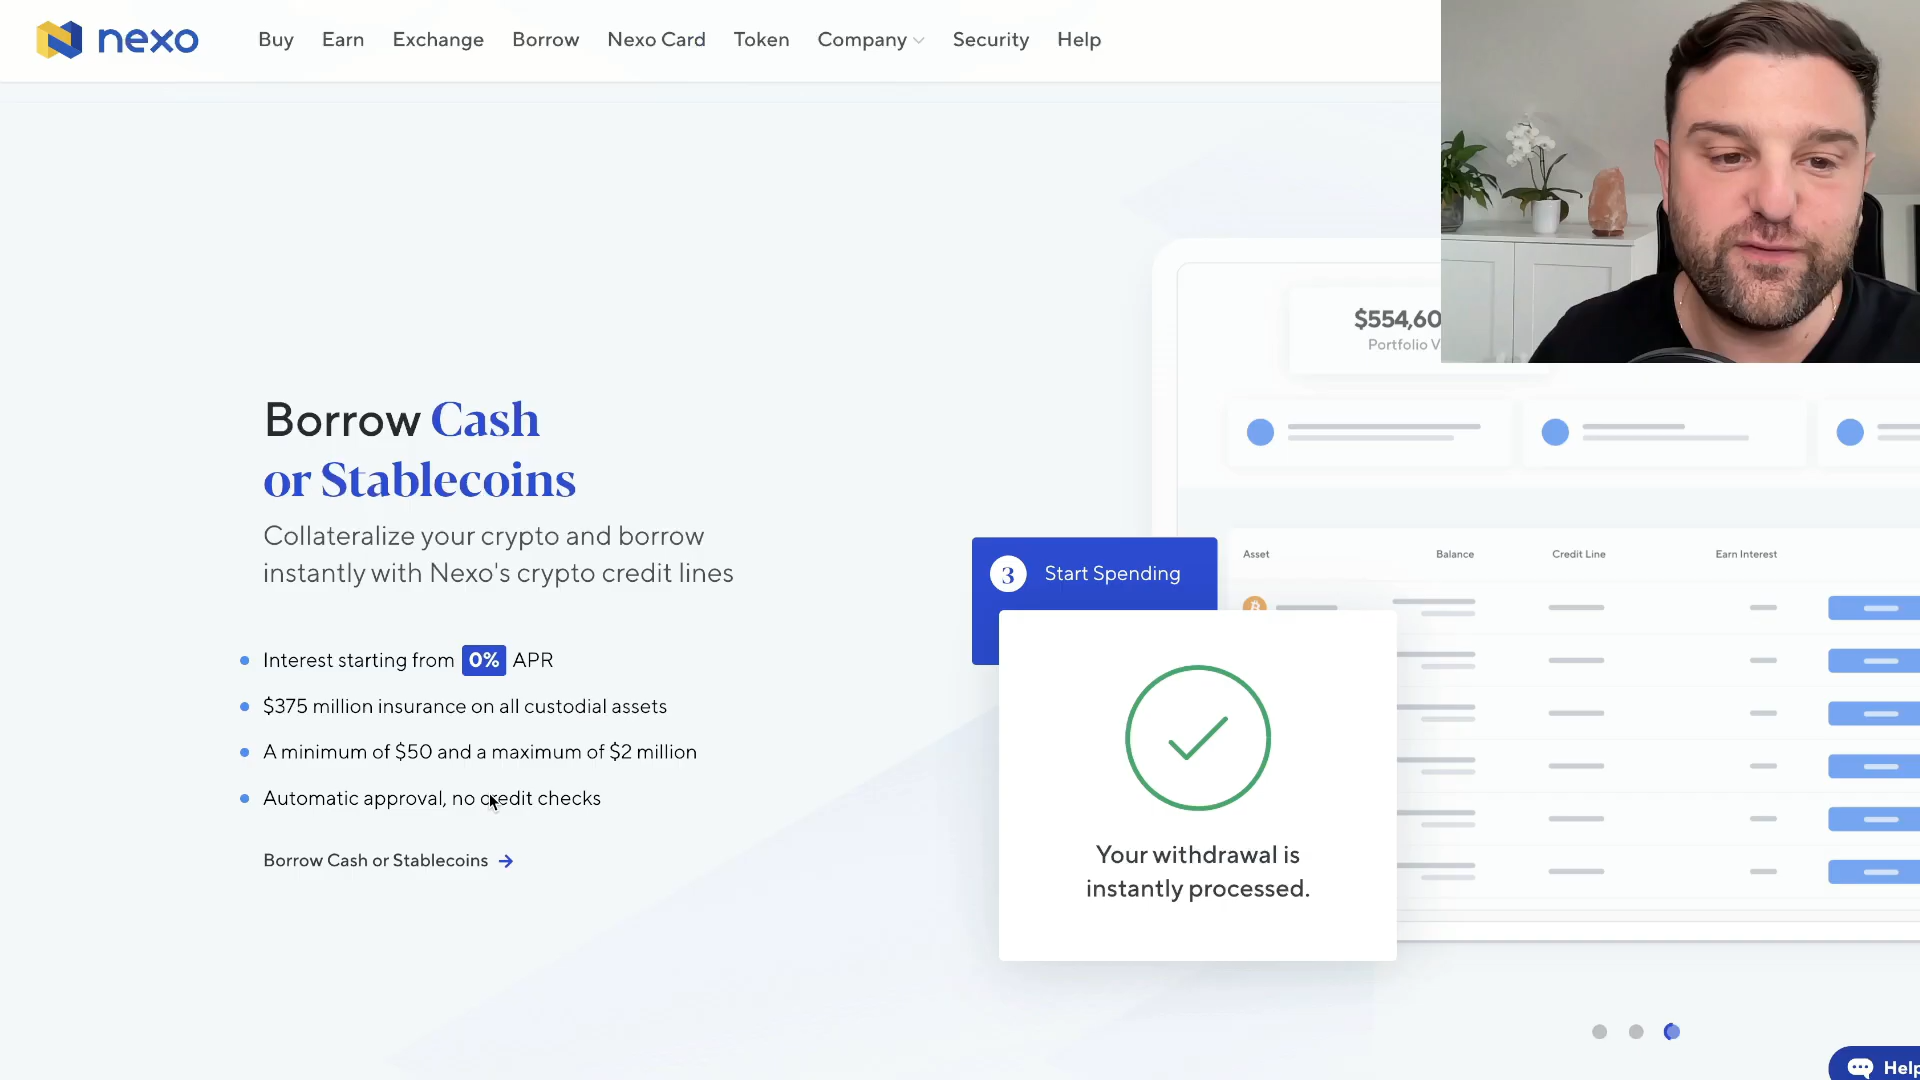 nexo
Buy Earn Exchange Borrow Nexo Card Token Company Security Help
Borrow Cash
or Stablecoins
Collateralize your crypto and borrow
instantly with Nexo's crypto credit lines
Interest starting from 0% APR
$375 million insurance on all custodial assets
A minimum of $50 and a maximum of $2 million
Automatic approval, no credit checks
Borrow Cash or Stablecoins →
$554,60
Portfolio V
Asset Balance Credit Line Earn Interest
3 Start Spending
Your withdrawal is
instantly processed.
Help